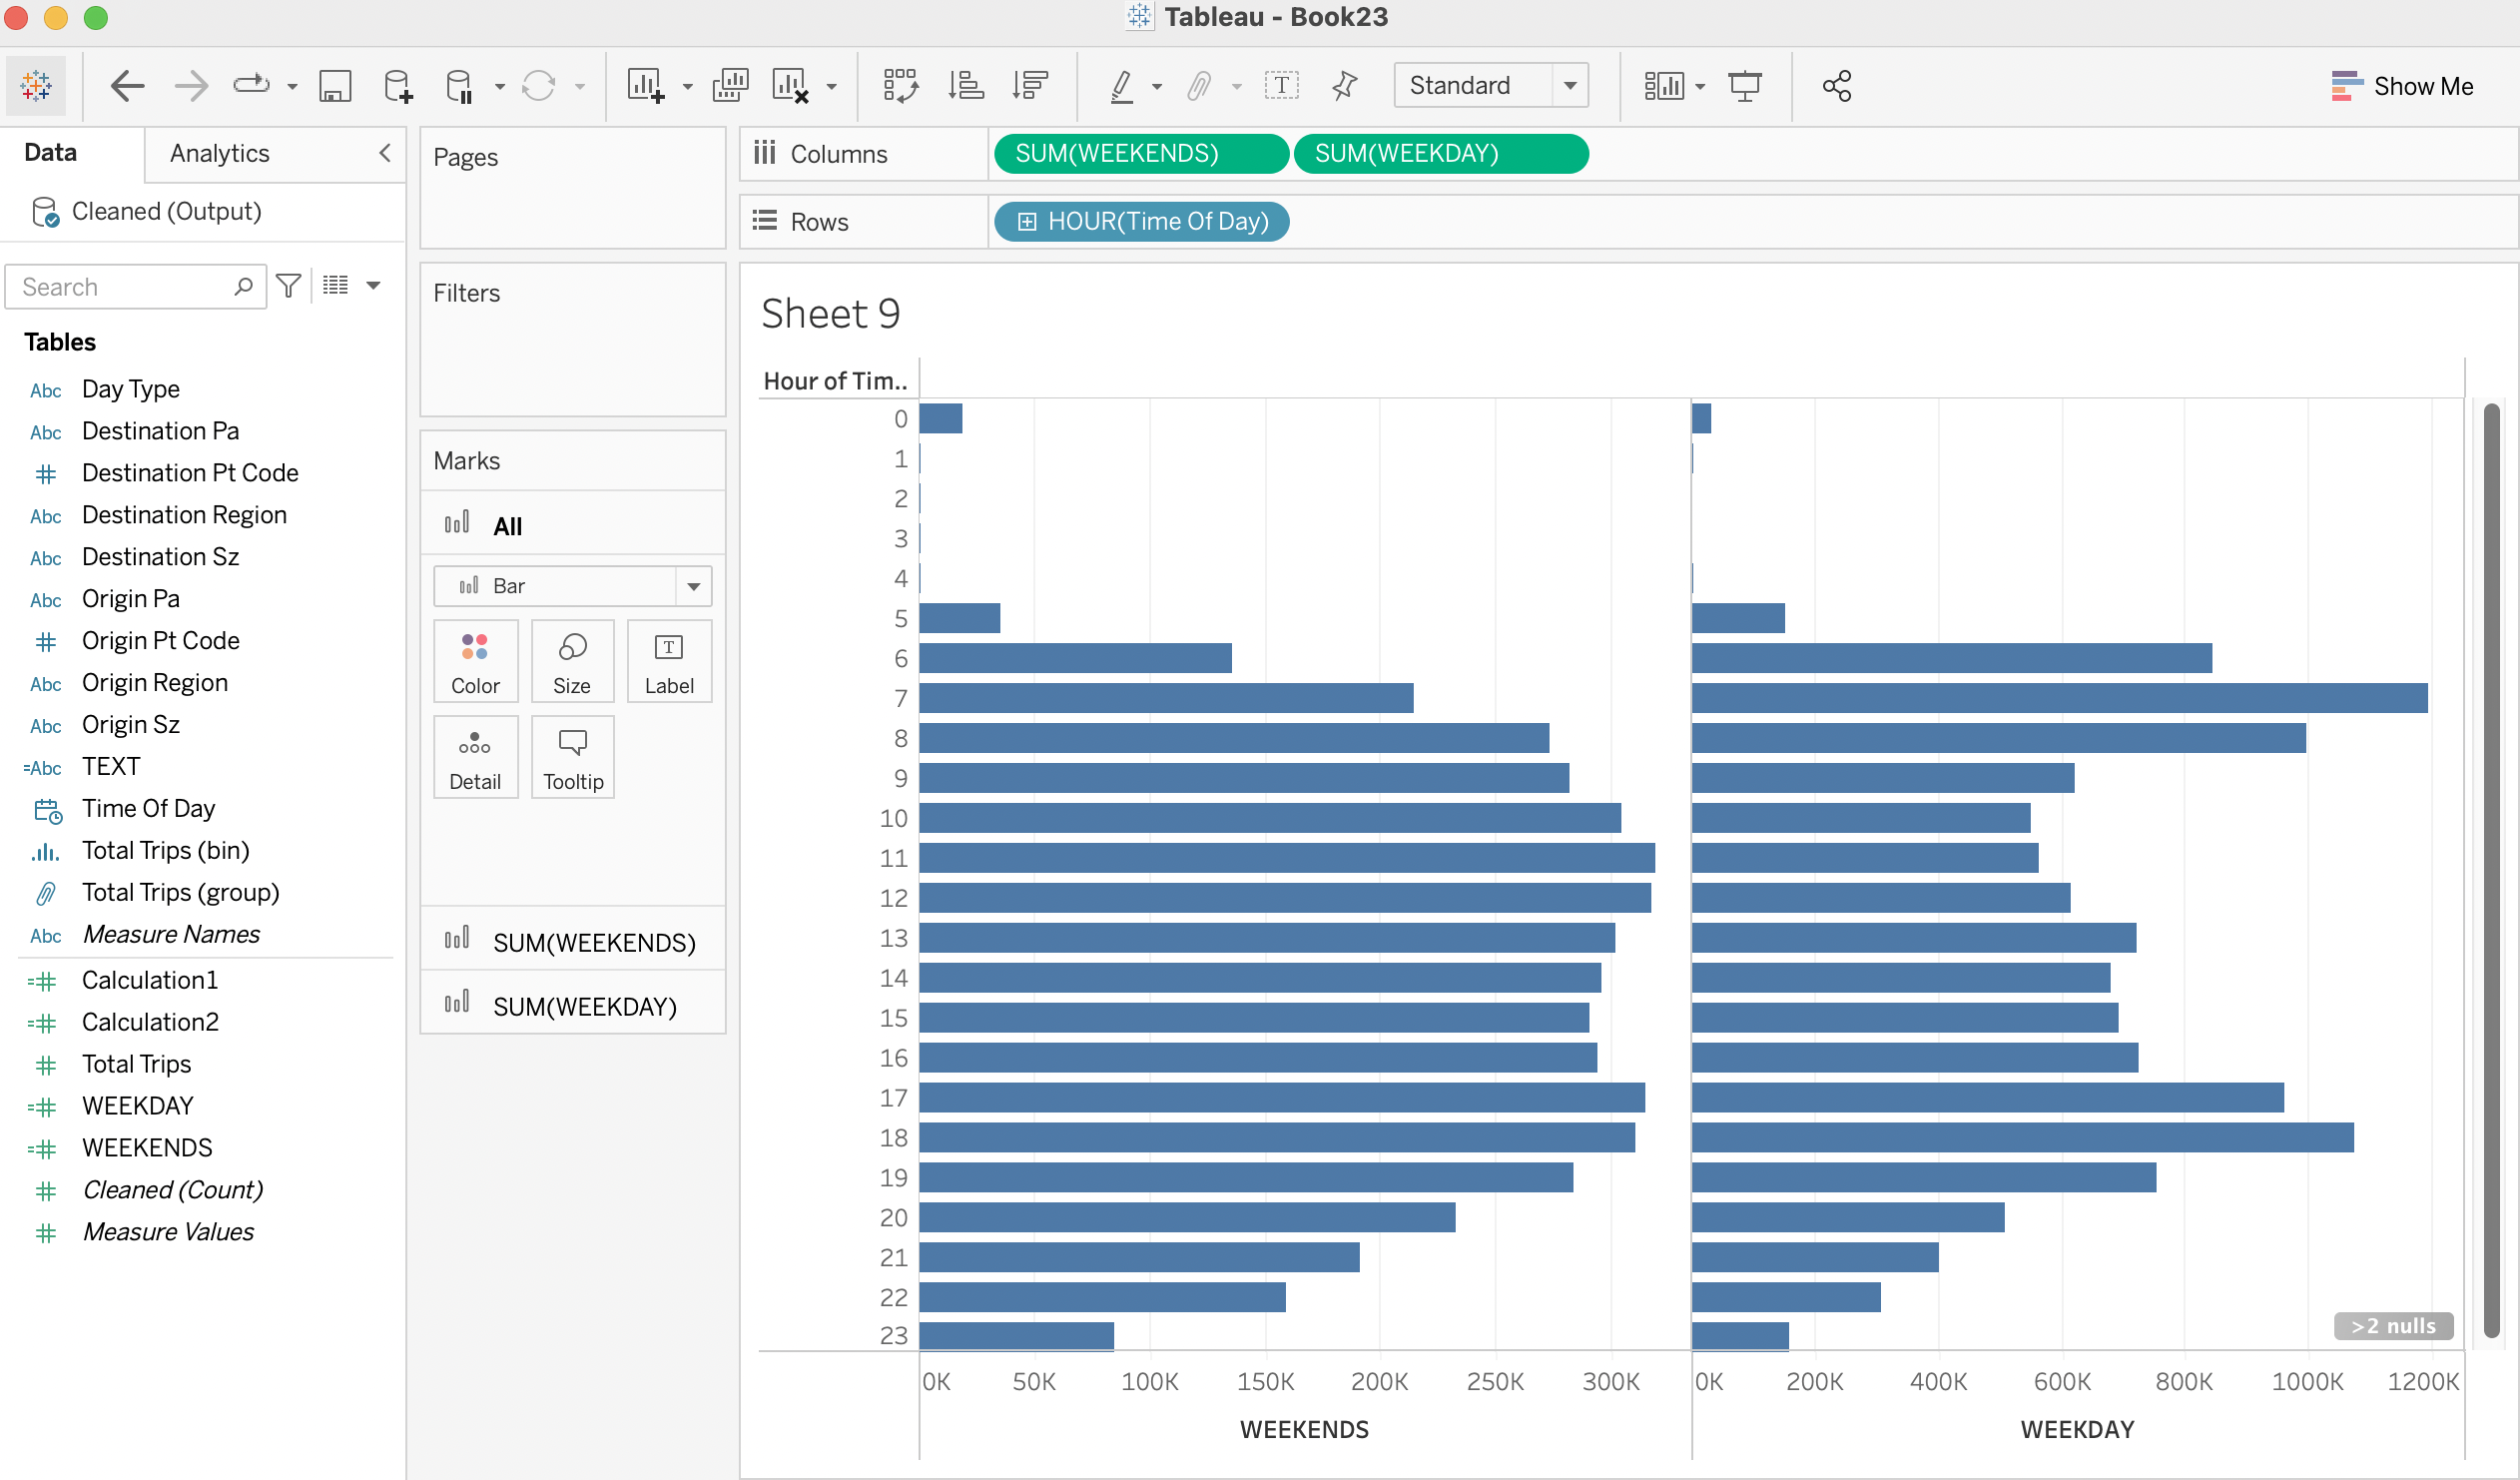 Tableau - Book23
Standard
Show Me
Data
Analytics
Cleaned (Output)
Search
Tables
Abc Day Type
Abc Destination Pa
# Destination Pt Code
Abc Destination Region
Abc Destination Sz
Abc Origin Pa
# Origin Pt Code
Abc Origin Region
Abc Origin Sz
=Abc TEXT
Time Of Day
Total Trips (bin)
Total Trips (group)
Abc Measure Names
=# Calculation1
=# Calculation2
# Total Trips
=# WEEKDAY
=# WEEKENDS
# Cleaned (Count)
# Measure Values
Pages
Filters
Marks
All
Bar
Color
Size
T
Label
Detail
Tooltip
SUM(WEEKENDS)
SUM(WEEKDAY)
Columns
SUM(WEEKENDS)
SUM(WEEKDAY)
Rows
HOUR(Time Of Day)
Sheet 9
Hour of Tim..
0
1
2
3
4
5
6
7
8
9
10
11
12
13
14
15
16
17
18
19
20
21
22
23
>2 nulls
0K 50K 100K 150K 200K 250K 300K
0K 200K 400K 600K 800K 1000K 1200K
WEEKENDS
WEEKDAY